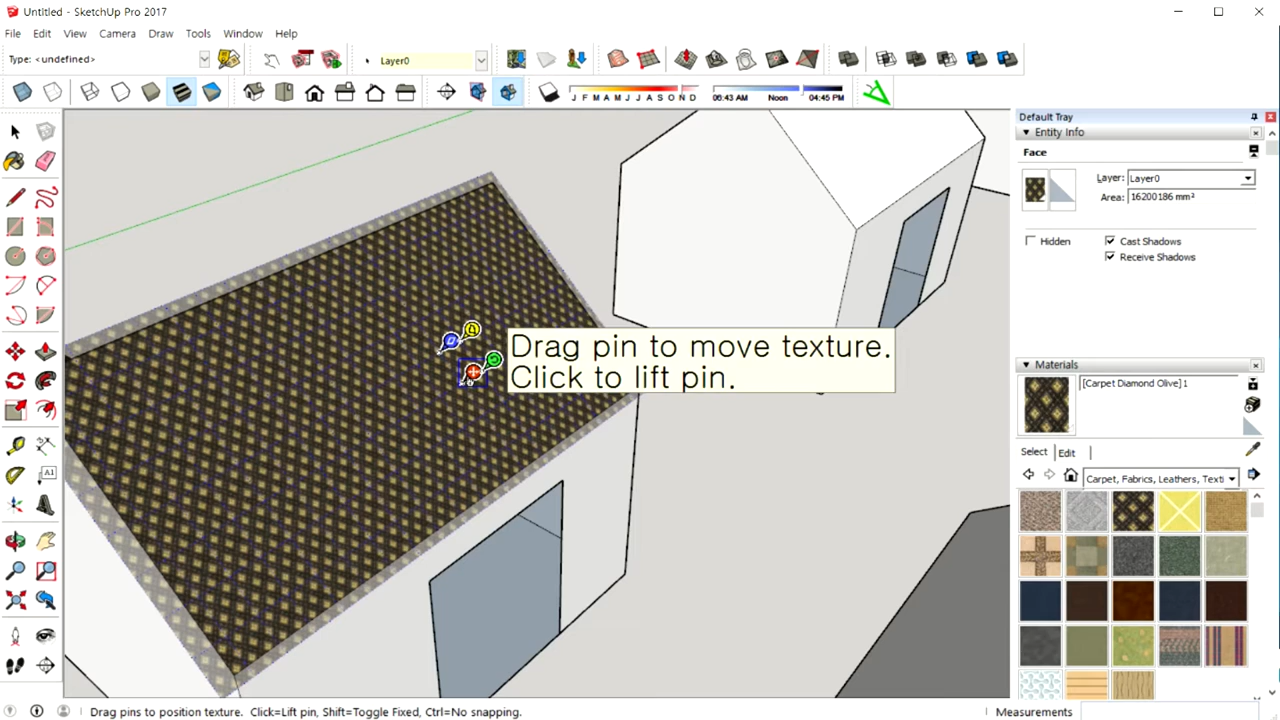 Untitled - SketchUp Pro 2017
File Edit View Camera Draw Tools Window Help
Type: <undefined>
Layer0
J F M A M J J A S O N D
06:43 AM Noon 04:45 PM
Default Tray
Entity Info
Face
Layer: Layer0
Area: 16200186 mm²
Hidden
Cast Shadows
Receive Shadows
Drag pin to move texture.
Click to lift pin.
Materials
[Carpet Diamond Olive]1
Select Edit
Carpet, Fabrics, Leathers, Texti
A1
Drag pins to position texture. Click=Lift pin, Shift=Toggle Fixed, Ctrl=No snapping.
Measurements